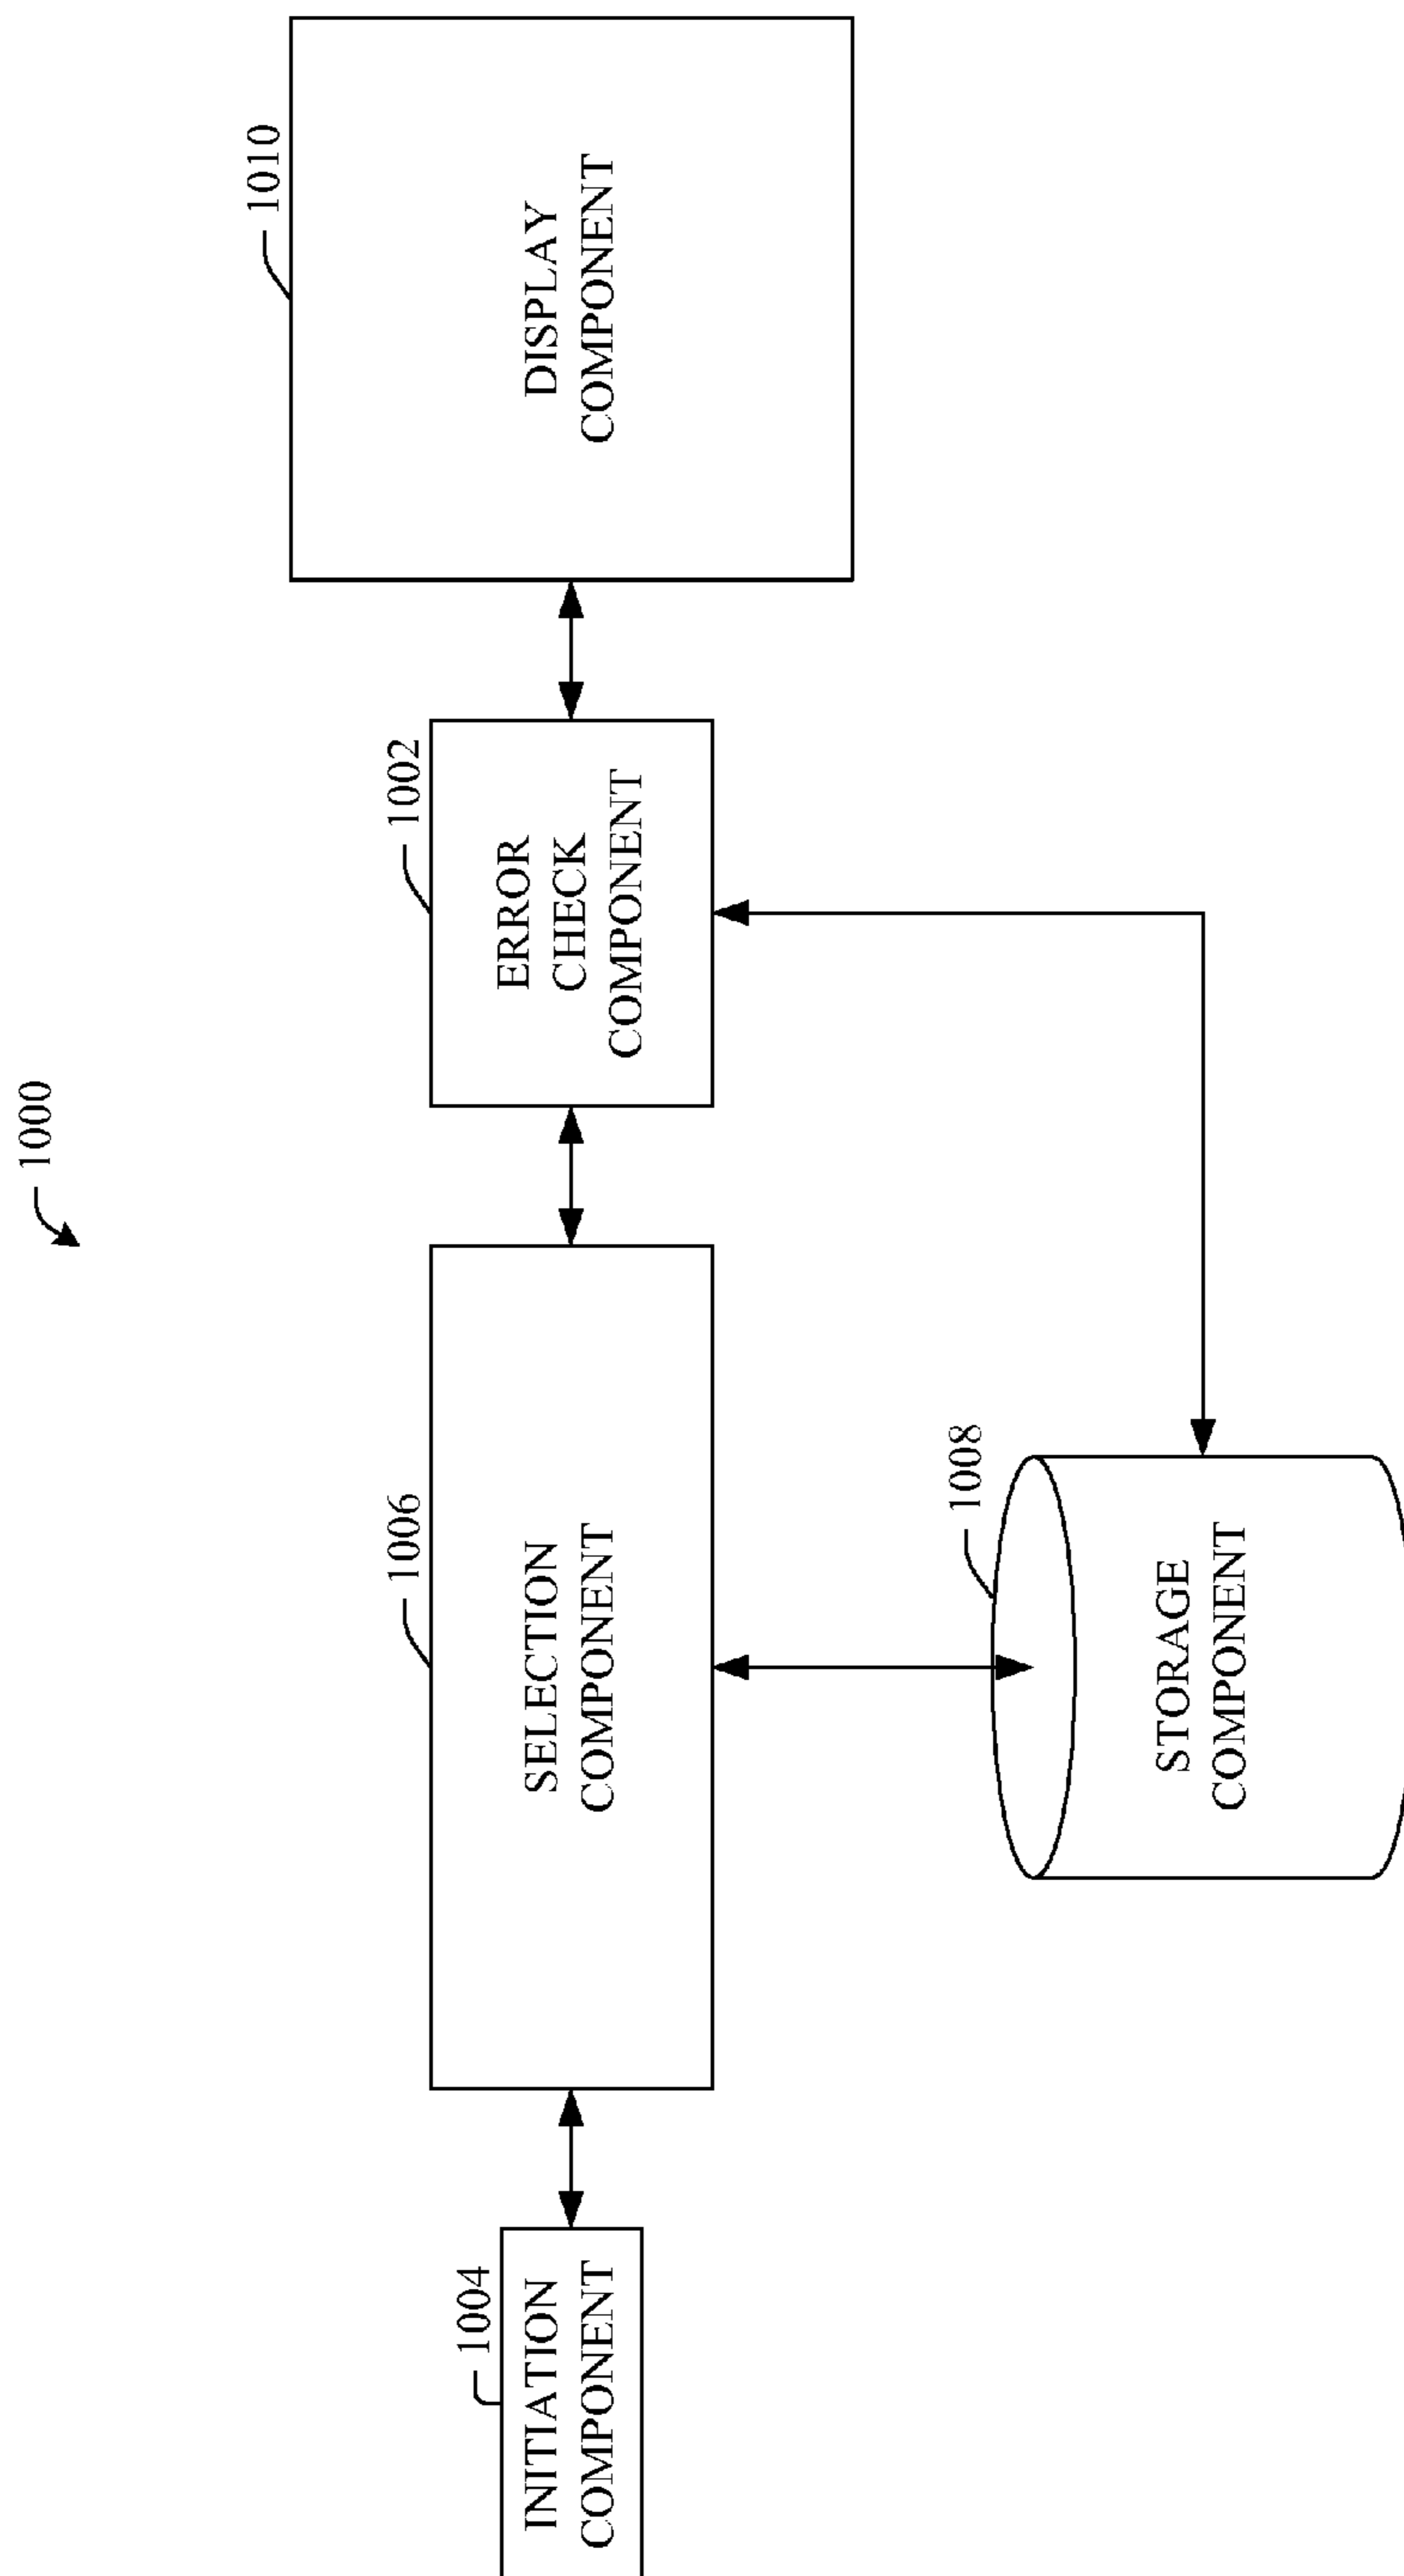 1000
1004
INITIATION
COMPONENT
1006
SELECTION
COMPONENT
1002
ERROR
CHECK
COMPONENT
1010
DISPLAY
COMPONENT
1008
STORAGE
COMPONENT